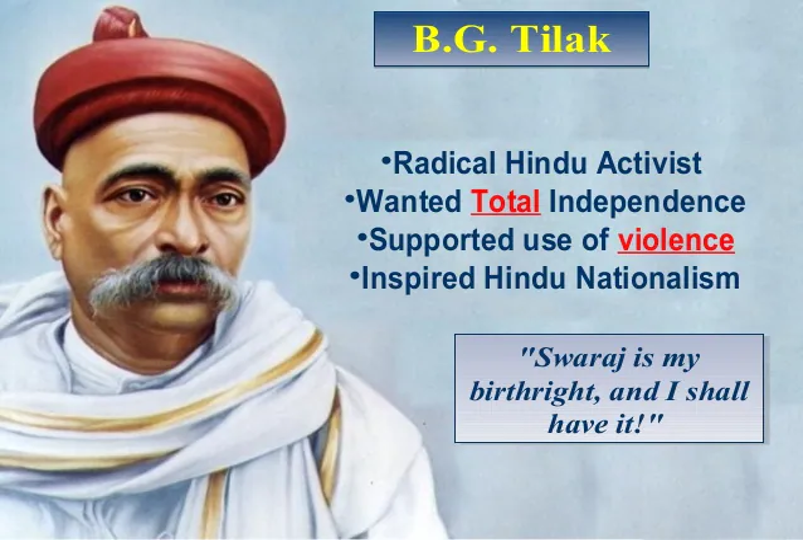 B.G. Tilak
•Radical Hindu Activist
•Wanted Total Independence
•Supported use of violence
•Inspired Hindu Nationalism
"Swaraj is my
birthright, and I shall
have it!"